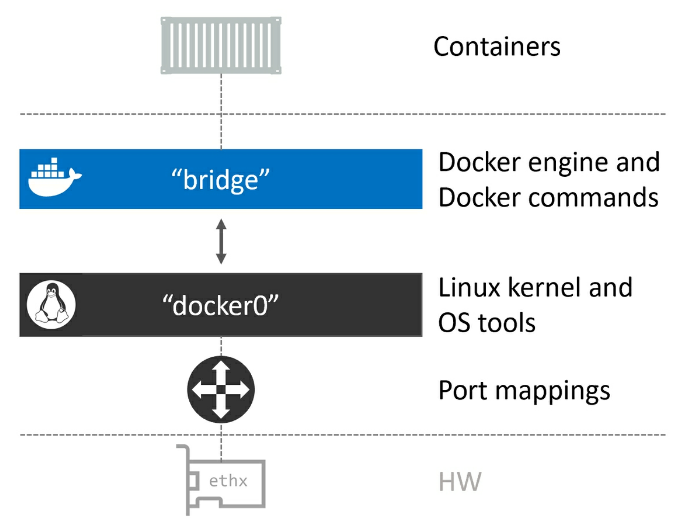 Containers
“bridge”
Docker engine and
Docker commands
“docker0”
Linux kernel and
OS tools
Port mappings
ethx
HW